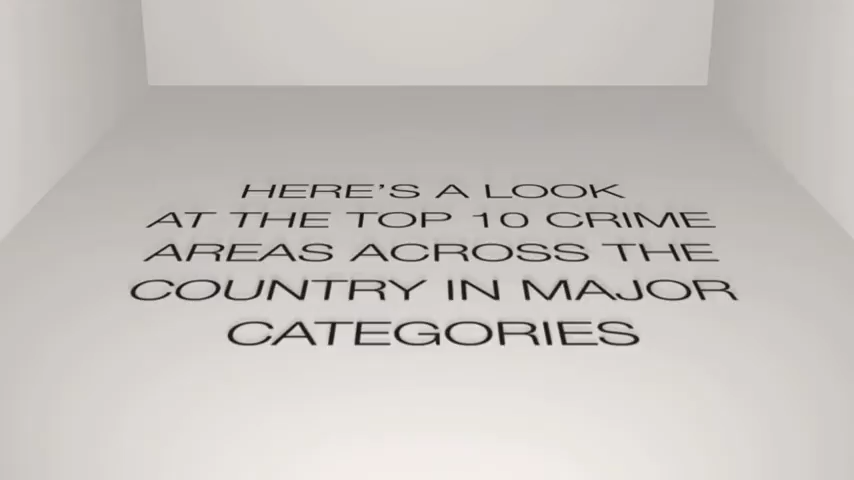 HERE'S A LOOK
AT THE TOP 10 CRIME
AREAS ACROSS THE
COUNTRY IN MAJOR
CATEGORIES